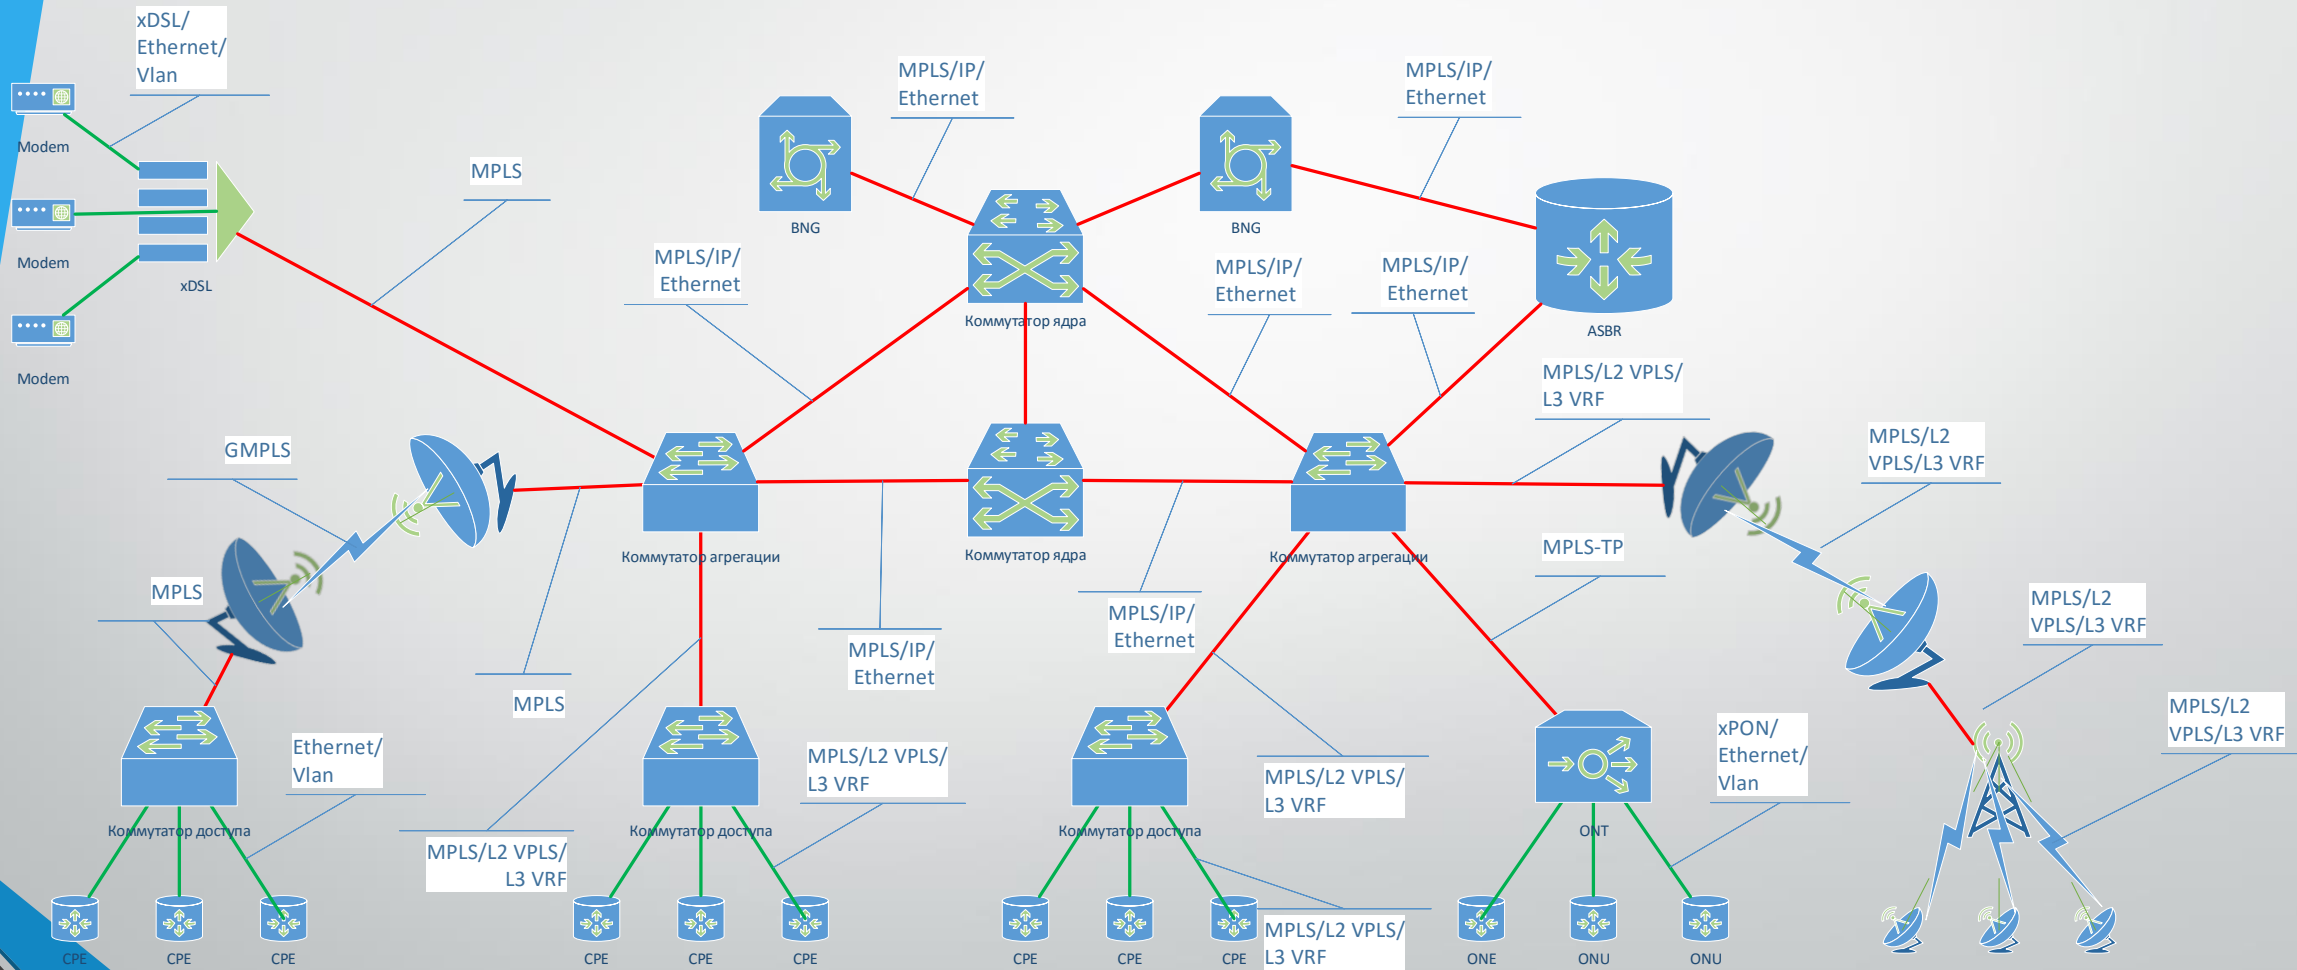 xDSL/
Ethernet/
Vlan
Modem
Modem
Modem
xDSL
MPLS
MPLS/IP/
Ethernet
MPLS/IP/
Ethernet
BNG
BNG
MPLS/IP/
Ethernet
MPLS/IP/
Ethernet
MPLS/IP/
Ethernet
Коммутатор ядра
ASBR
MPLS/L2 VPLS/
L3 VRF
MPLS/L2
VPLS/L3 VRF
GMPLS
MPLS
Коммутатор агрегации
Коммутатор ядра
Коммутатор агрегации
MPLS-TP
MPLS/IP/
Ethernet
MPLS/L2
VPLS/L3 VRF
MPLS/IP/
Ethernet
MPLS
MPLS/L2
VPLS/L3 VRF
Ethernet/
Vlan
MPLS/L2 VPLS/
L3 VRF
MPLS/L2 VPLS/
L3 VRF
xPON/
Ethernet/
Vlan
Коммутатор доступа
Коммутатор доступа
Коммутатор доступа
ONT
MPLS/L2 VPLS/
L3 VRF
MPLS/L2 VPLS/
L3 VRF
CPE
CPE
CPE
CPE
CPE
CPE
CPE
CPE
CPE
ONE
ONU
ONU